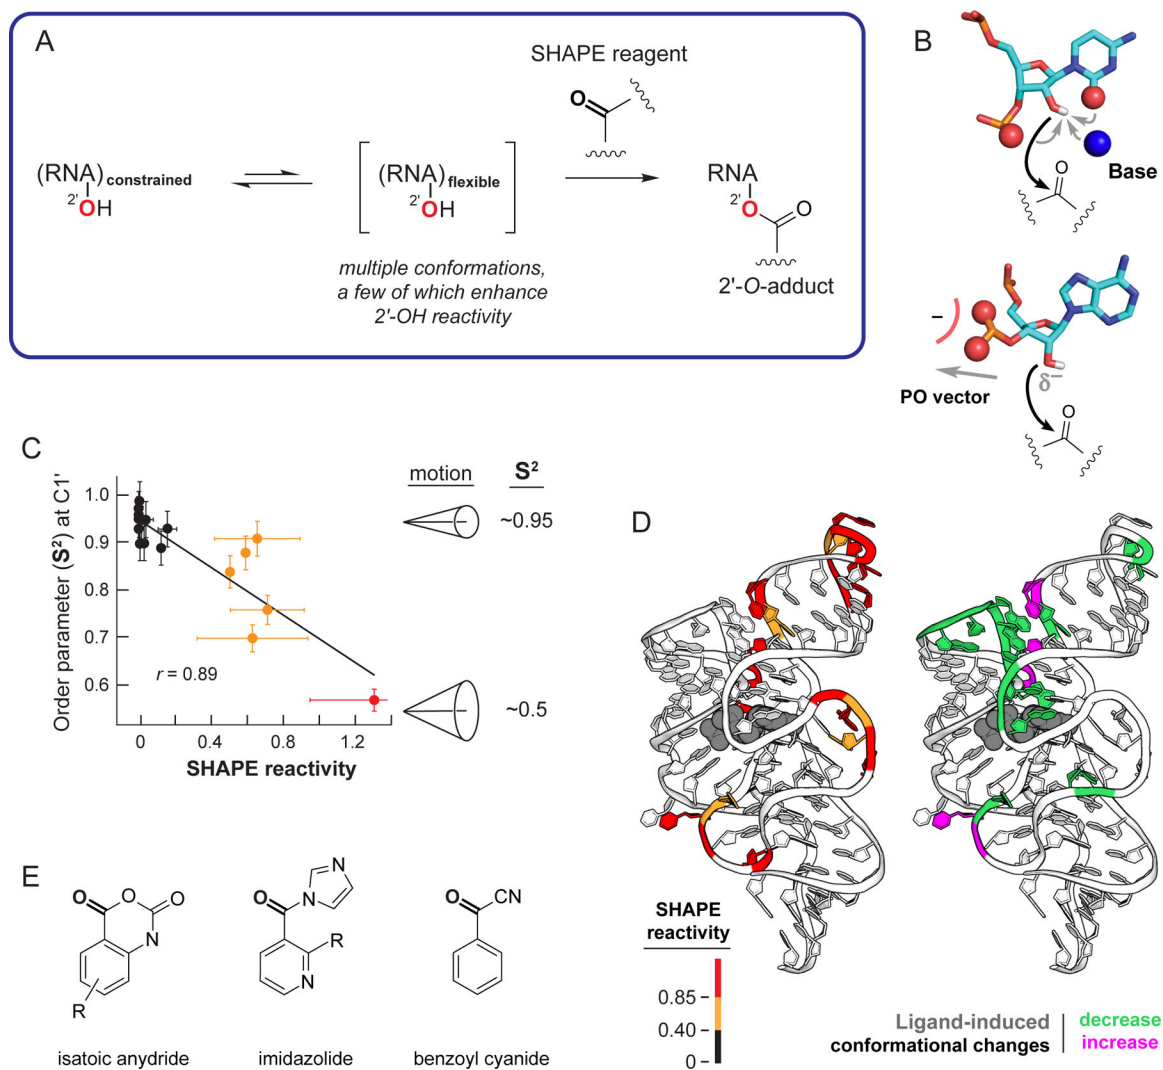 A
SHAPE reagent
O
(RNA)constrained
2'
OH
(RNA)flexible
2'
OH
multiple conformations,
a few of which enhance
2'-OH reactivity
RNA
2'
O
O
2'-O-adduct
B
Base
O
–
δ–
PO vector
O
C
Order parameter (S²) at C1'
1.0
0.9
0.8
0.7
0.6
r = 0.89
0
0.4
0.8
1.2
SHAPE reactivity
motion
S²
~0.95
~0.5
D
SHAPE
reactivity
0.85
0.40
0
Ligand-induced
conformational changes
decrease
increase
E
O
O
O
N
R
isatoic anydride
O
N
N
R
N
imidazolide
O
CN
benzoyl cyanide